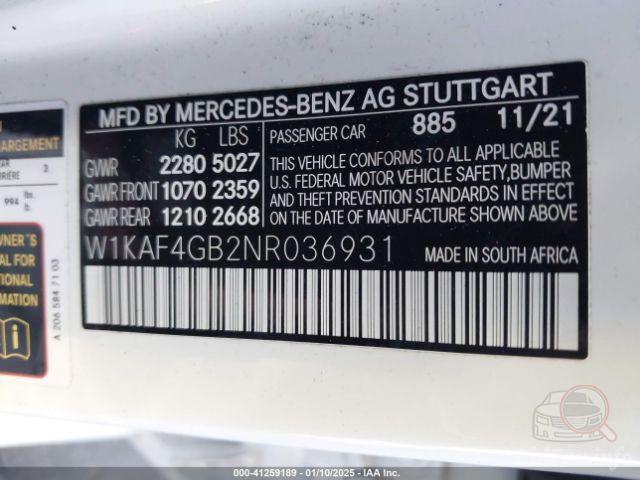 MFD BY MERCEDES-BENZ AG STUTTGART
KG LBS
GVWR 2280 5027
GAWR FRONT 1070 2359
GAWR REAR 1210 2668
PASSENGER CAR 885 11/21
THIS VEHICLE CONFORMS TO ALL APPLICABLE
U.S. FEDERAL MOTOR VEHICLE SAFETY,BUMPER
AND THEFT PREVENTION STANDARDS IN EFFECT
ON THE DATE OF MANUFACTURE SHOWN ABOVE.
W1KAF4GB2NR036931
MADE IN SOUTH AFRICA
3
994 lbs.
A 206 584 71 03
000-41259189 - 01/10/2025 - IAA Inc.